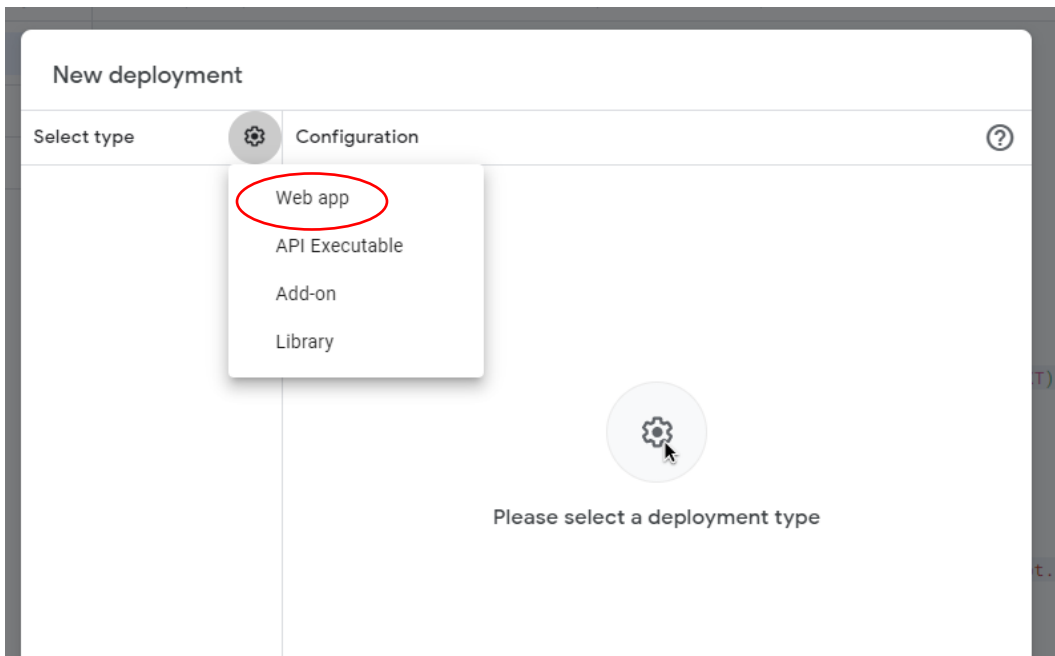 New deployment
Select type
Configuration
Web app
API Executable
Add-on
Library
T)
Please select a deployment type
t.